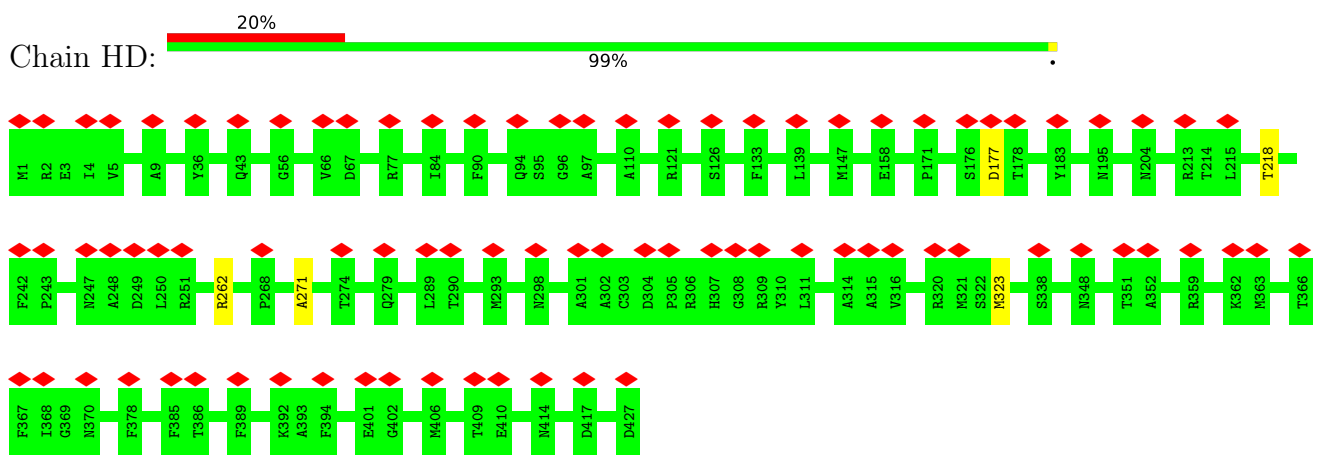 20%
Chain HD:
99%
•
M1 R2 E3 I4 V5 A9 Y36 Q43 G56 V66 D67 R77 I84 F90 Q94 S95 G96 A97 A110 R121 S126 F133 L139 M147 E158 P171 S176 D177 T178 Y183 N195 N204 R213 T214 L215 T218
F242 P243 N247 A248 D249 L250 R251 R262 P268 A271 T274 Q279 L289 T290 M293 N298 A301 A302 C303 D304 P305 R306 H307 G308 R309 Y310 L311 A314 A315 V316 R320 M321 S322 M323 S338 N348 T351 A352 R359 K362 M363 T366
F367 I368 G369 N370 F378 F385 T386 F389 K392 A393 F394 E401 G402 M406 T409 E410 N414 D417 D427